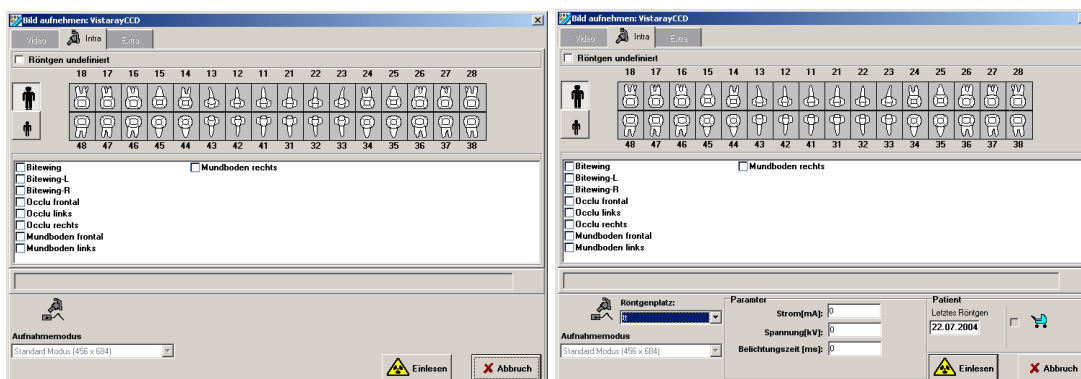 Bild aufnehmen: VistarayCCD
Video Intra Extra
Röntgen undefiniert
18 17 16 15 14 13 12 11 21 22 23 24 25 26 27 28
48 47 46 45 44 43 42 41 31 32 33 34 35 36 37 38
Bitewing Mundboden rechts
Bitewing-L
Bitewing-R
Occlu frontal
Occlu links
Occlu rechts
Mundboden frontal
Mundboden links
Aufnahmemodus
Standard Modus (456 x 684)
Einlesen Abbruch
Bild aufnehmen: VistarayCCD
Video Intra Extra
Röntgen undefiniert
18 17 16 15 14 13 12 11 21 22 23 24 25 26 27 28
48 47 46 45 44 43 42 41 31 32 33 34 35 36 37 38
Bitewing Mundboden rechts
Bitewing-L
Bitewing-R
Occlu frontal
Occlu links
Occlu rechts
Mundboden frontal
Mundboden links
Röntgenplatz:
Paramter
Strom[mA]: 0
Spannung[kV]: 0
Belichtungszeit [ms]: 0
Patient
Letztes Röntgen
22.07.2004
Aufnahmemodus
Standard Modus (456 x 684)
Einlesen Abbruch